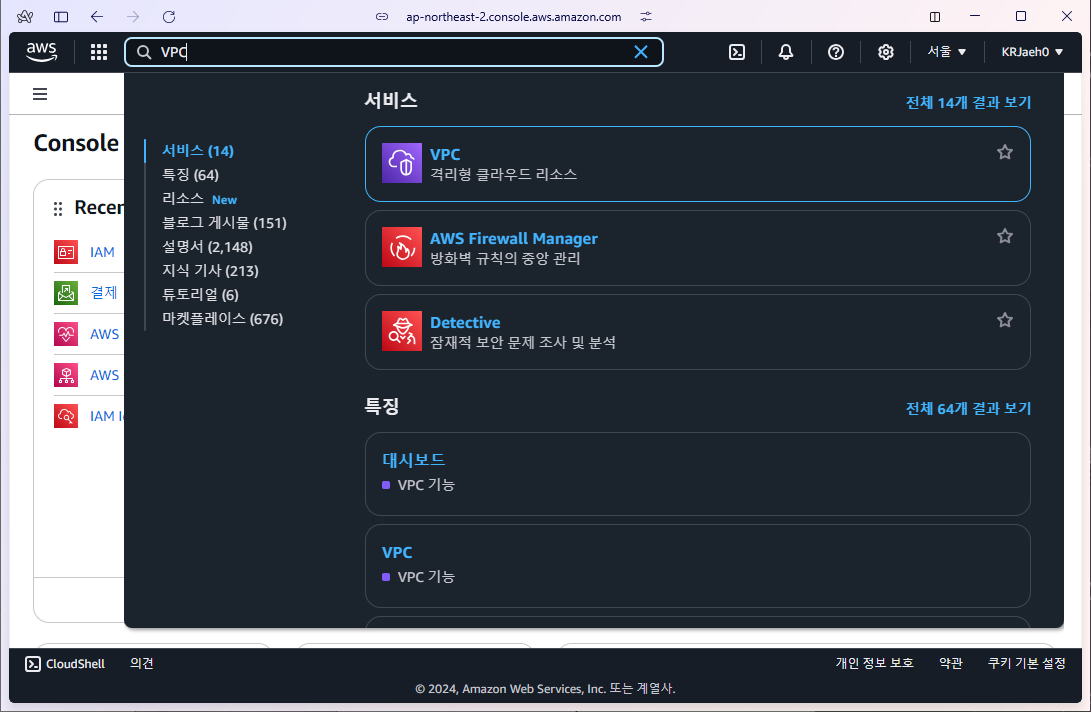 ap-northeast-2.console.aws.amazon.com
aws
VPC
서울
KRJaeh0
Console
Recen
IAM
결제
AWS
AWS
IAM I
서비스 (14)
특징 (64)
리소스 New
블로그 게시물 (151)
설명서 (2,148)
지식 기사 (213)
튜토리얼 (6)
마켓플레이스 (676)
서비스
전체 14개 결과 보기
VPC
격리형 클라우드 리소스
AWS Firewall Manager
방화벽 규칙의 중앙 관리
Detective
잠재적 보안 문제 조사 및 분석
특징
전체 64개 결과 보기
대시보드
VPC 기능
VPC
VPC 기능
CloudShell
의견
개인 정보 보호
약관
쿠키 기본 설정
© 2024, Amazon Web Services, Inc. 또는 계열사.